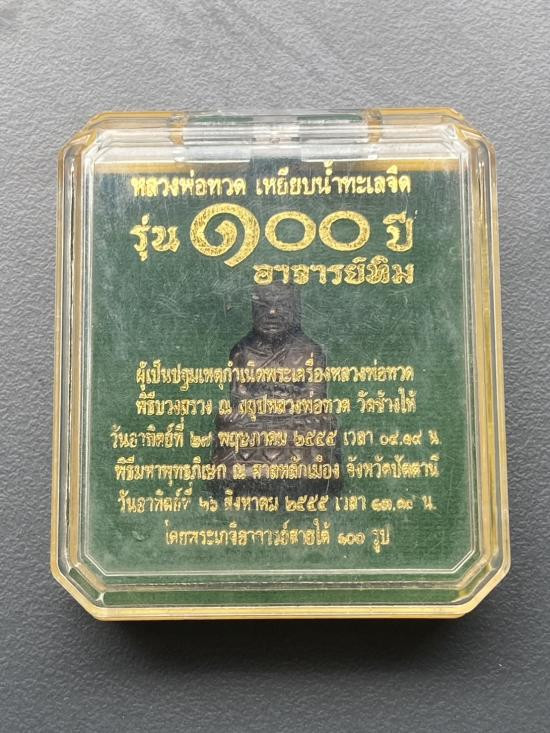 หลวงพ่อทวด เหยียบน้ำทะเลจืด
รุ่น ๑๐๐ ปี
อาจารย์ทิม
ผู้เป็นปฐมเหตุกำเนิดพระเครื่องหลวงพ่อทวด
พิธีบวงสรวง ณ สถูปหลวงพ่อทวด วัดช้างให้
วันอาทิตย์ที่ ๒๗ พฤษภาคม ๒๕๕๕ เวลา ๐๙.๑๙ น.
พิธีมหาพุทธาภิเษก ณ ศาลหลักเมือง จังหวัดปัตตานี
วันอาทิตย์ที่ ๒๖ สิงหาคม ๒๕๕๕ เวลา น.
โดยพระเกจิอาจารย์สายใต้ ๑๐๐ รูป